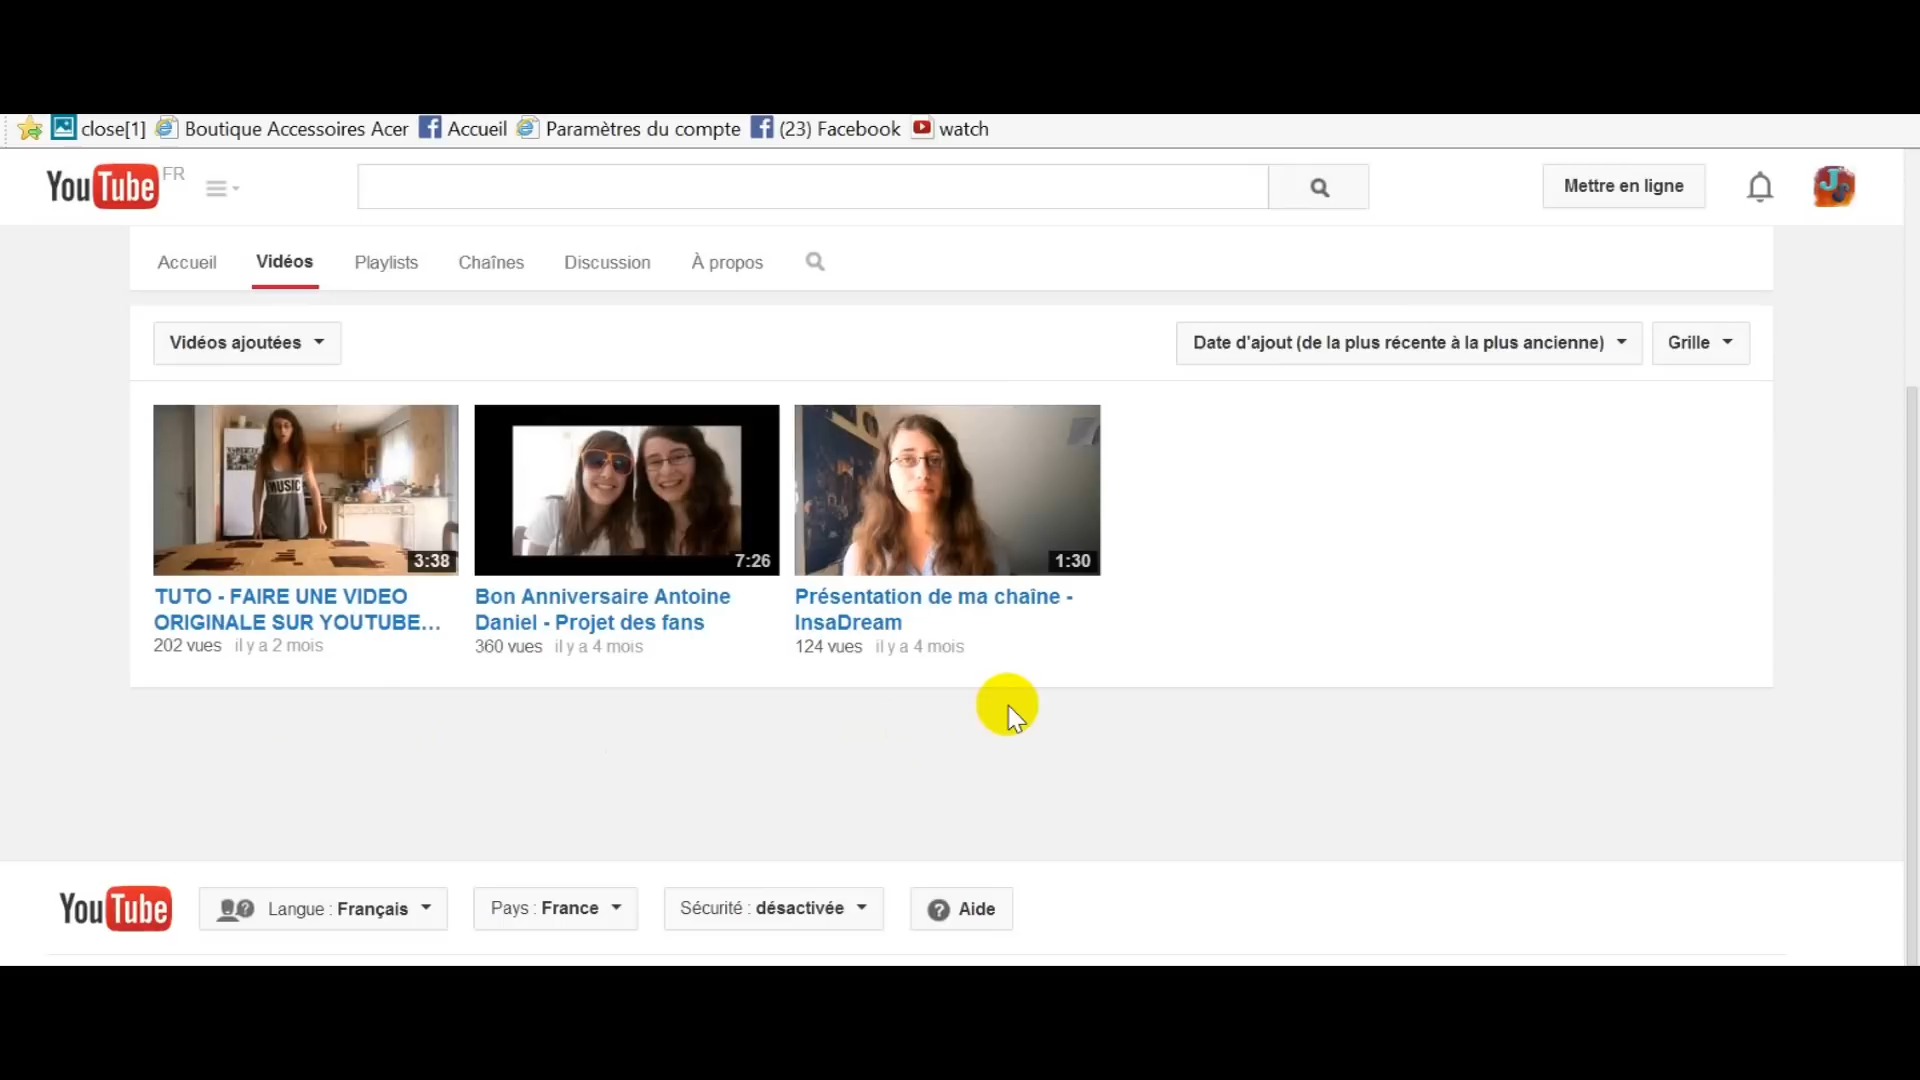 close[1] Boutique Accessoires Acer Accueil Paramètres du compte (23) Facebook watch
YouTube FR Mettre en ligne
Accueil Vidéos Playlists Chaînes Discussion À propos
Vidéos ajoutées Date d'ajout (de la plus récente à la plus ancienne) Grille
MUSIC
3:38 7:26 1:30
TUTO - FAIRE UNE VIDEO
ORIGINALE SUR YOUTUBE...
202 vues il y a 2 mois
Bon Anniversaire Antoine
Daniel - Projet des fans
360 vues il y a 4 mois
Présentation de ma chaîne -
InsaDream
124 vues il y a 4 mois
YouTube Langue : Français Pays : France Sécurité : désactivée Aide